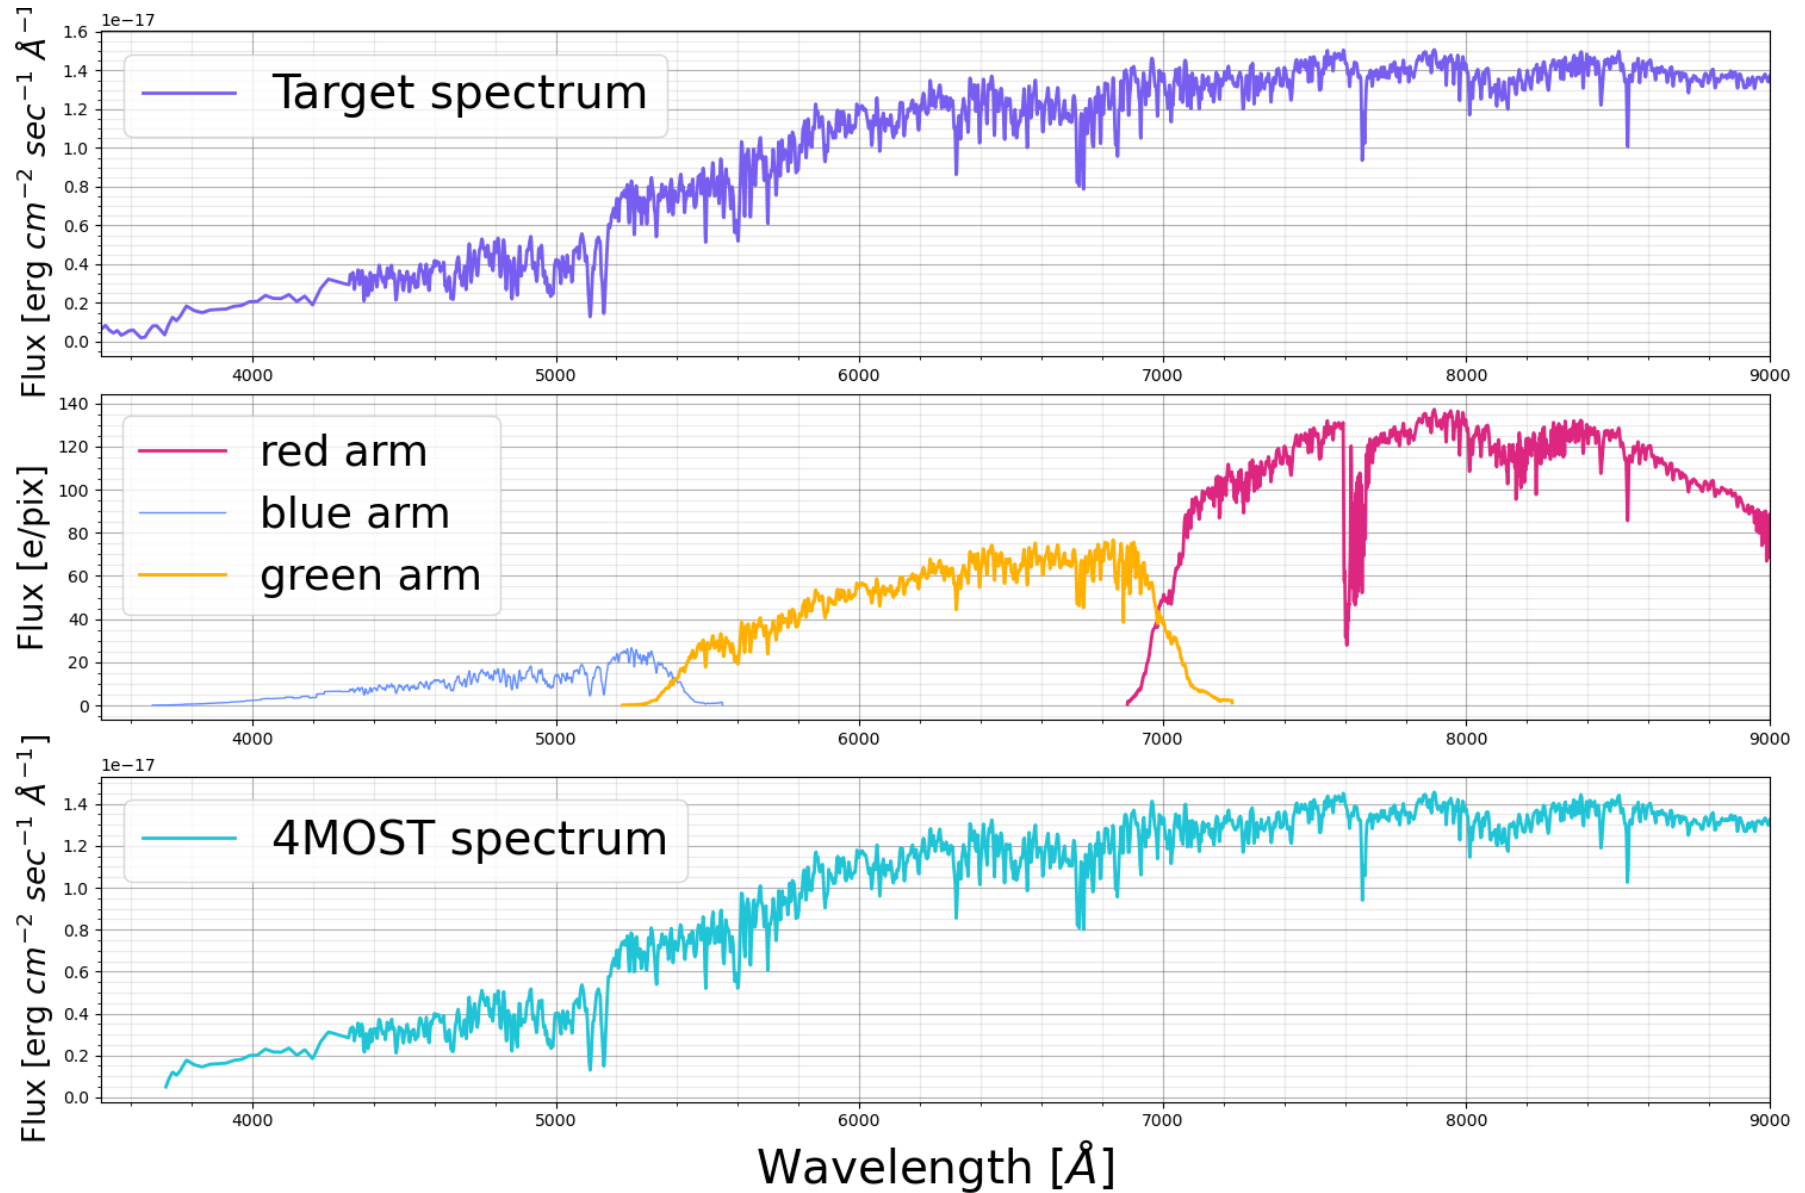 1e−17
Flux [erg cm⁻² sec⁻¹ Å⁻¹
1.6
1.4
1.2
1.0
0.8
0.6
0.4
0.2
0.0
Target spectrum
4000 5000 6000 7000 8000 9000
Flux [e/pix]
140
120
100
80
60
40
20
0
red arm
blue arm
green arm
4000 5000 6000 7000 8000 9000
1e−17
Flux [erg cm⁻² sec⁻¹ Å⁻¹]
1.4
1.2
1.0
0.8
0.6
0.4
0.2
0.0
4MOST spectrum
4000 5000 6000 7000 8000 9000
Wavelength [Å]